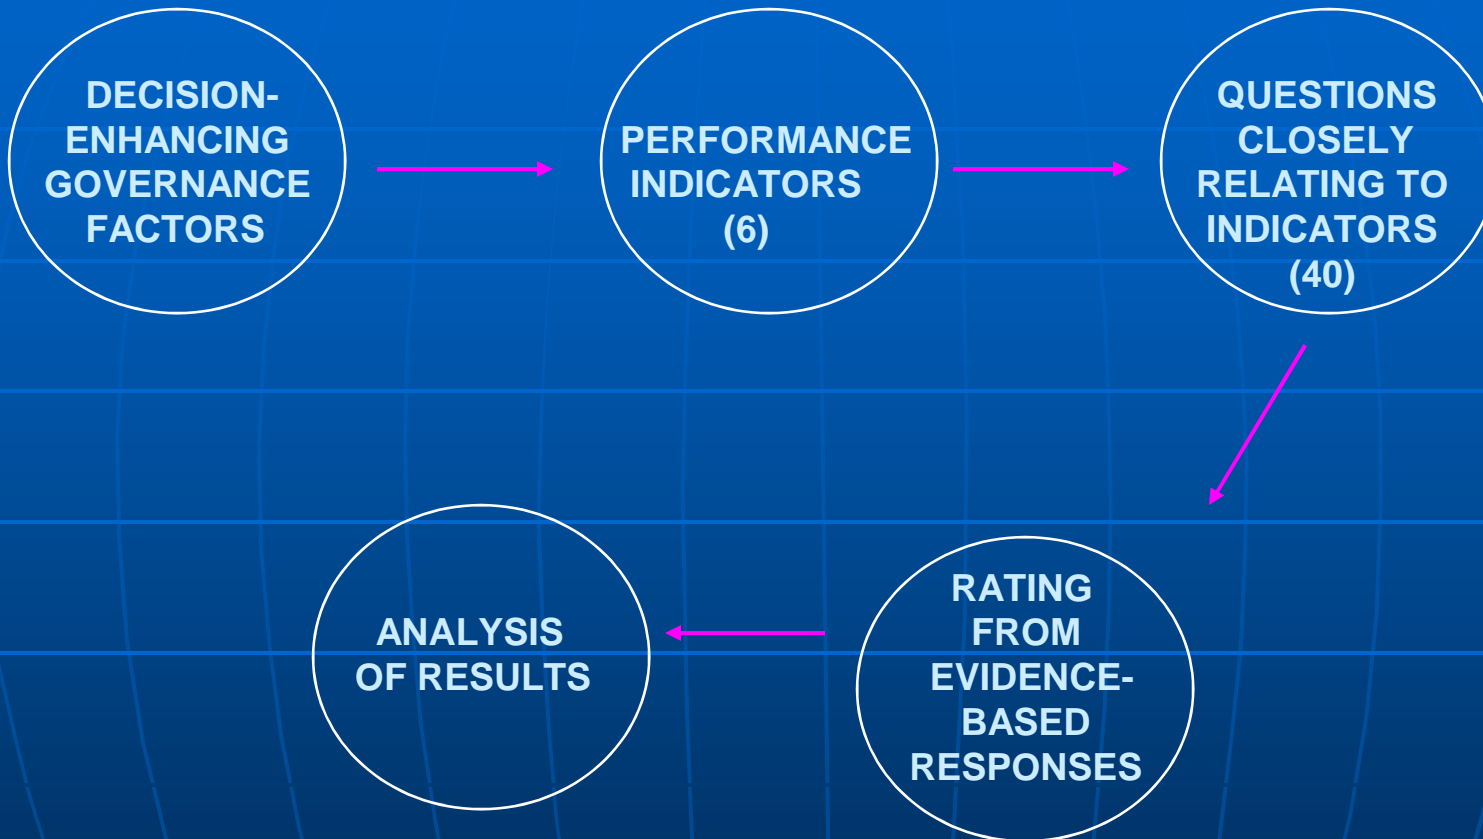 DECISION-
ENHANCING
GOVERNANCE
FACTORS
PERFORMANCE
INDICATORS
(6)
QUESTIONS
CLOSELY
RELATING TO
INDICATORS
(40)
RATING
FROM
EVIDENCE-
BASED
RESPONSES
ANALYSIS
OF RESULTS